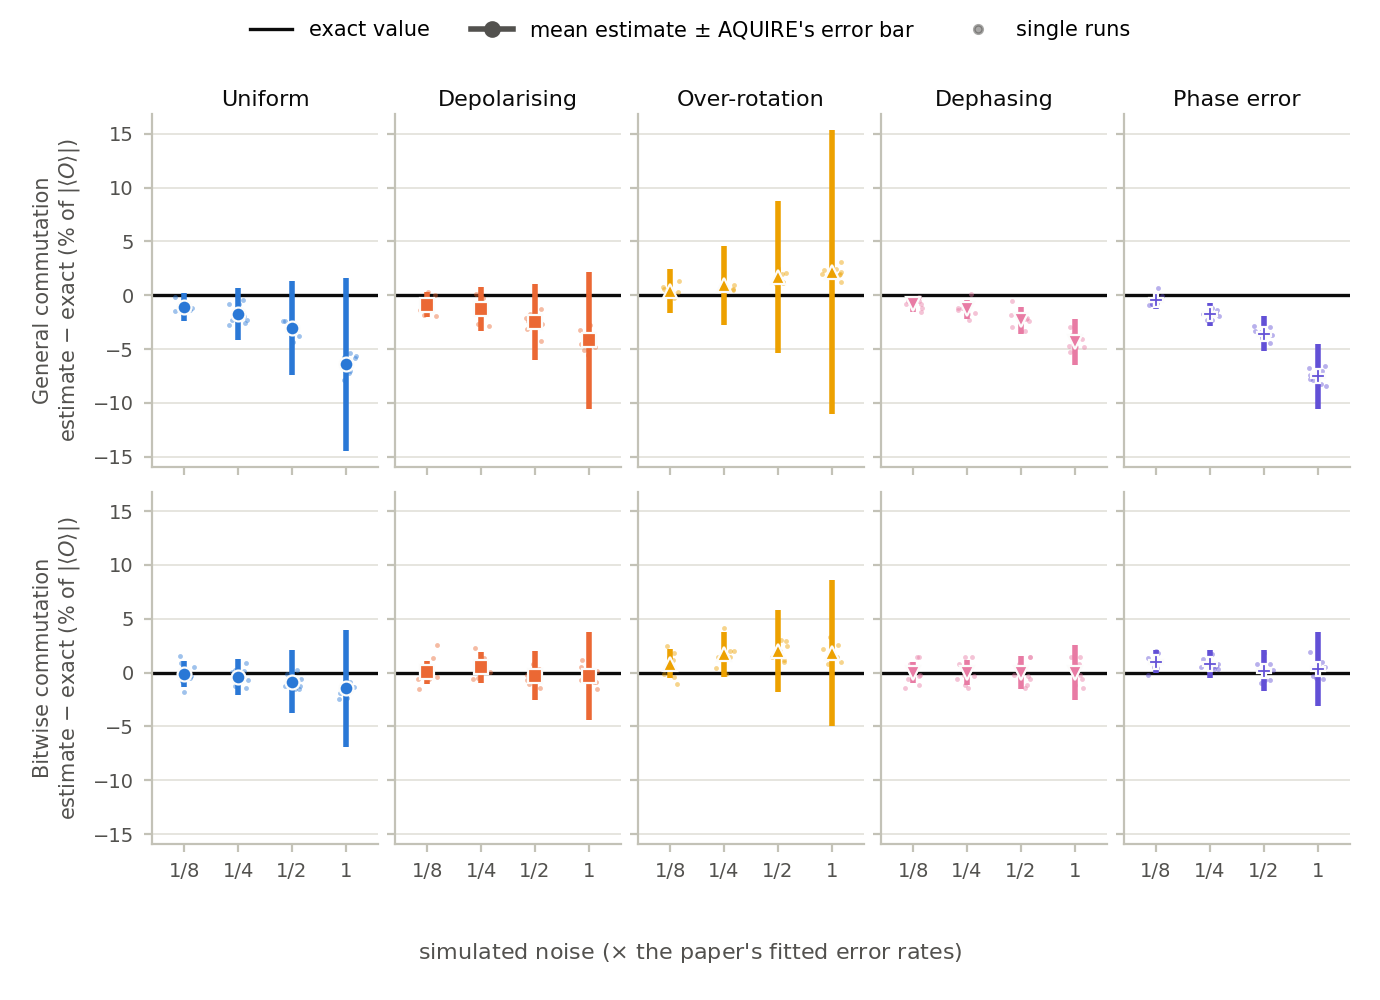 exact value
mean estimate ± AQUIRE's error bar
single runs
Uniform
Depolarising
Over-rotation
Dephasing
Phase error
General commutation
estimate − exact (% of |⟨O⟩|)
15
10
5
0
−5
−10
−15
Bitwise commutation
estimate − exact (% of |⟨O⟩|)
15
10
5
0
−5
−10
−15
1/8 1/4 1/2 1
1/8 1/4 1/2 1
1/8 1/4 1/2 1
1/8 1/4 1/2 1
1/8 1/4 1/2 1
simulated noise (× the paper's fitted error rates)